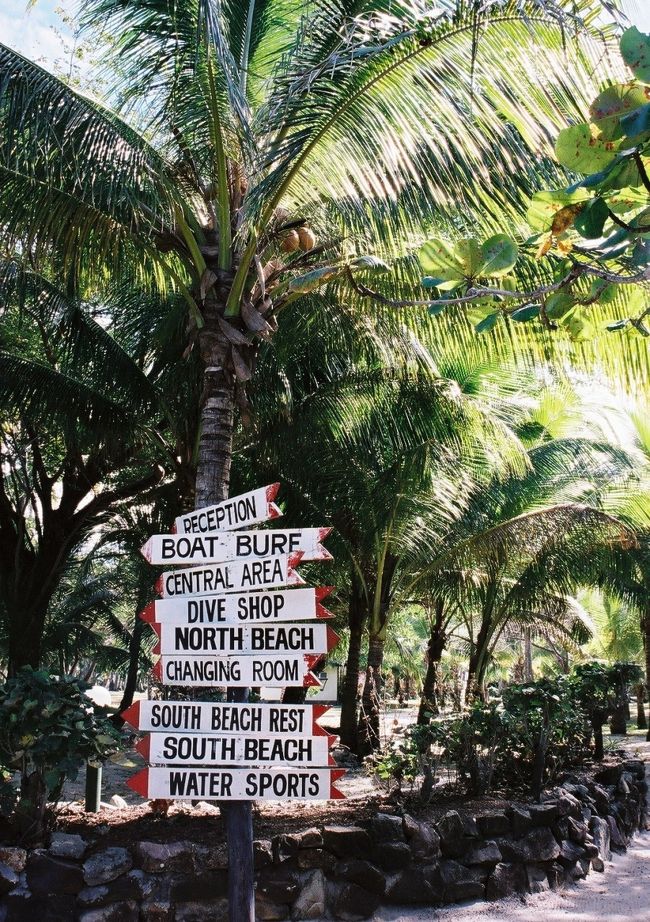 RECEPTION
BOAT BURE
CENTRAL AREA
DIVE SHOP
NORTH BEACH
CHANGING ROOM
SOUTH BEACH REST
SOUTH BEACH
WATER SPORTS